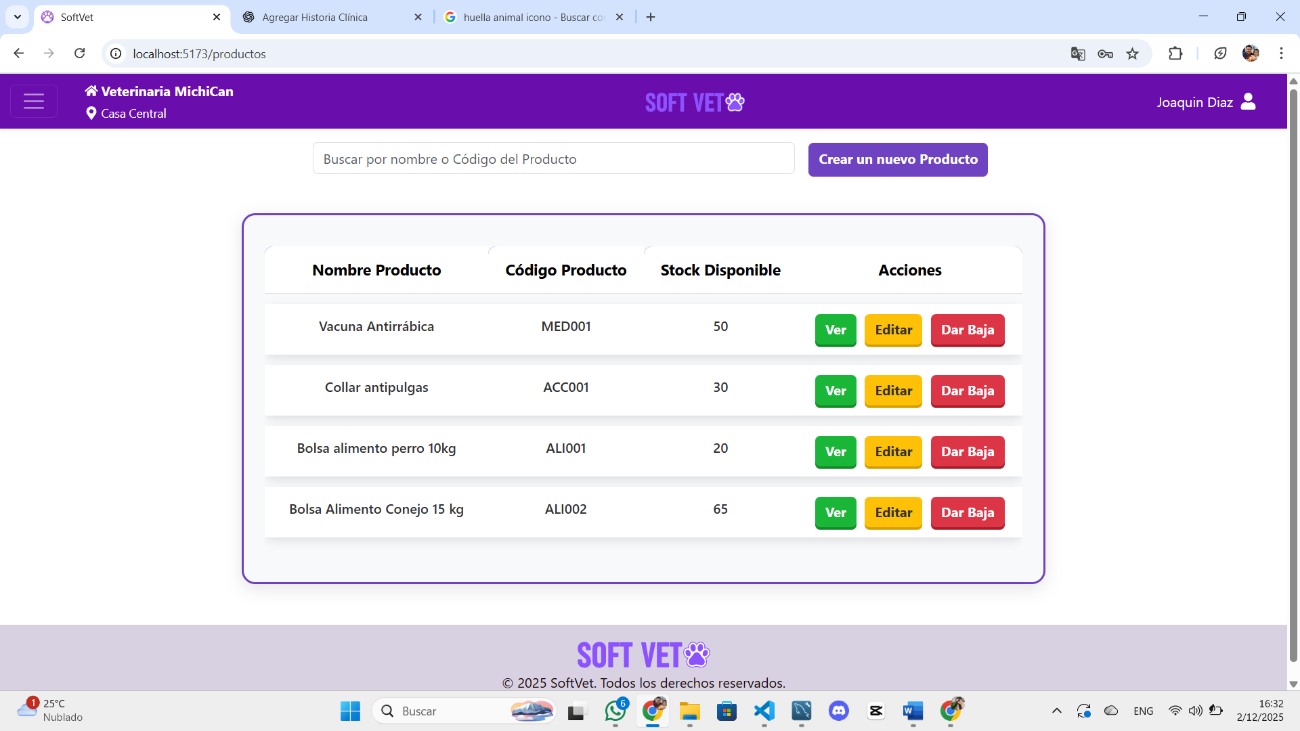 SoftVet
Agregar Historia Clínica
huella animal icono - Buscar co
localhost:5173/productos
Veterinaria MichiCan
Casa Central
SOFT VET
Joaquin Diaz
Buscar por nombre o Código del Producto
Crear un nuevo Producto
Nombre Producto Código Producto Stock Disponible Acciones
Vacuna Antirrábica MED001 50 Ver Editar Dar Baja
Collar antipulgas ACC001 30 Ver Editar Dar Baja
Bolsa alimento perro 10kg ALI001 20 Ver Editar Dar Baja
Bolsa Alimento Conejo 15 kg ALI002 65 Ver Editar Dar Baja
SOFT VET
© 2025 SoftVet. Todos los derechos reservados.
1
25°C
Nublado
Buscar
6
ENG
16:32
2/12/2025